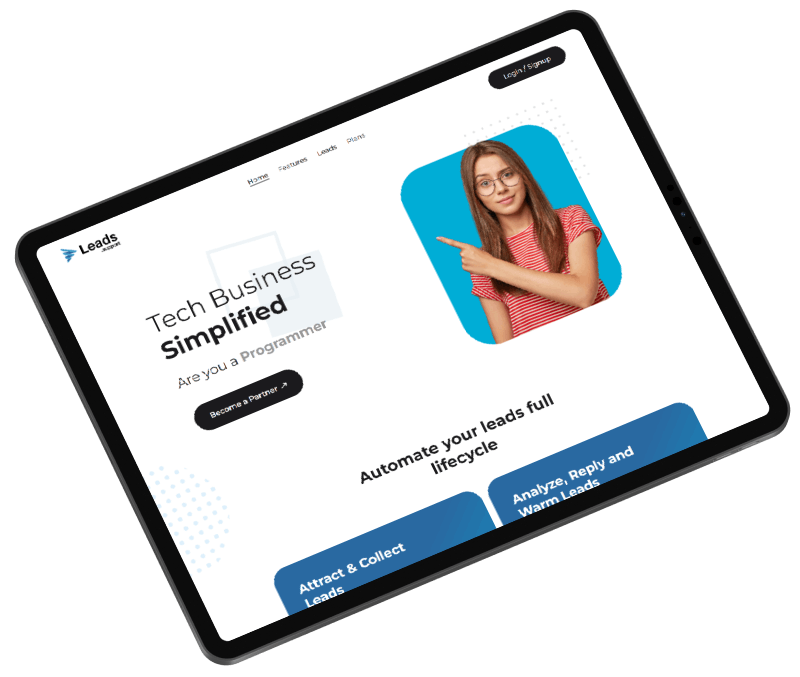 Login / Signup
Home Features Leads Plans
Leads
.support
Tech Business
Simplified
Are you a Programmer
Become a Partner ↗
Automate your leads full
lifecycle
Attract & Collect
Leads
Analyze, Reply and
Warm Leads